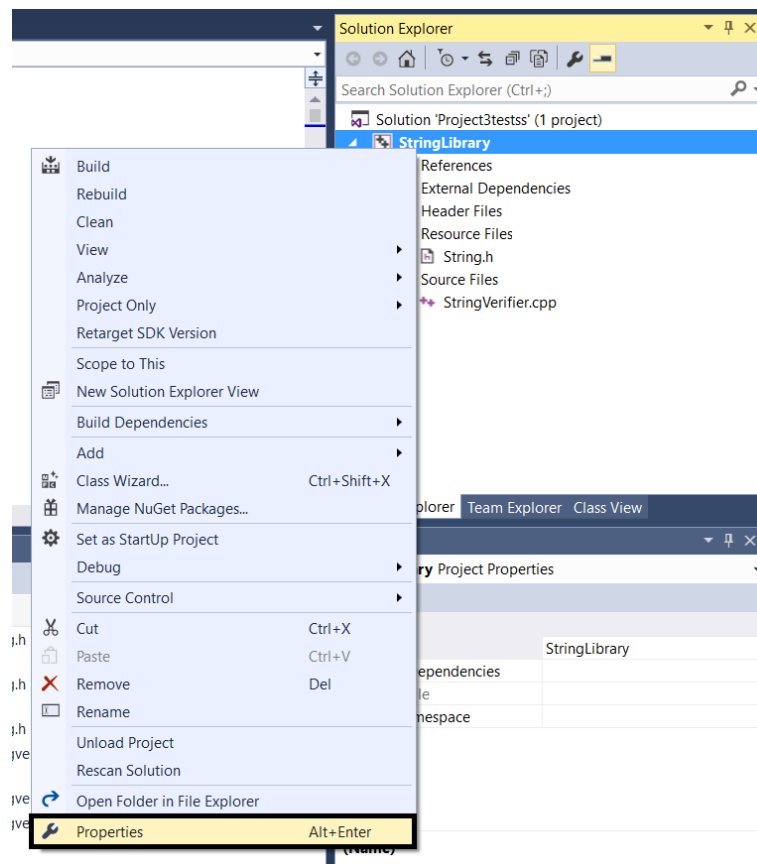 Solution Explorer
Search Solution Explorer (Ctrl+;)
Solution 'Project3testss' (1 project)
StringLibrary
References
External Dependencies
Header Files
Resource Files
String.h
Source Files
StringVerifier.cpp
Build
Rebuild
Clean
View
Analyze
Project Only
Retarget SDK Version
Scope to This
New Solution Explorer View
Build Dependencies
Add
Class Wizard... Ctrl+Shift+X
Manage NuGet Packages...
Set as StartUp Project
Debug
Source Control
Cut Ctrl+X
Paste Ctrl+V
Remove Del
Rename
Unload Project
Rescan Solution
Open Folder in File Explorer
Properties Alt+Enter
plorer Team Explorer Class View
ry Project Properties
StringLibrary
ependencies
le
mespace
(Name)
.h
.h
.h
gve
gve
gve